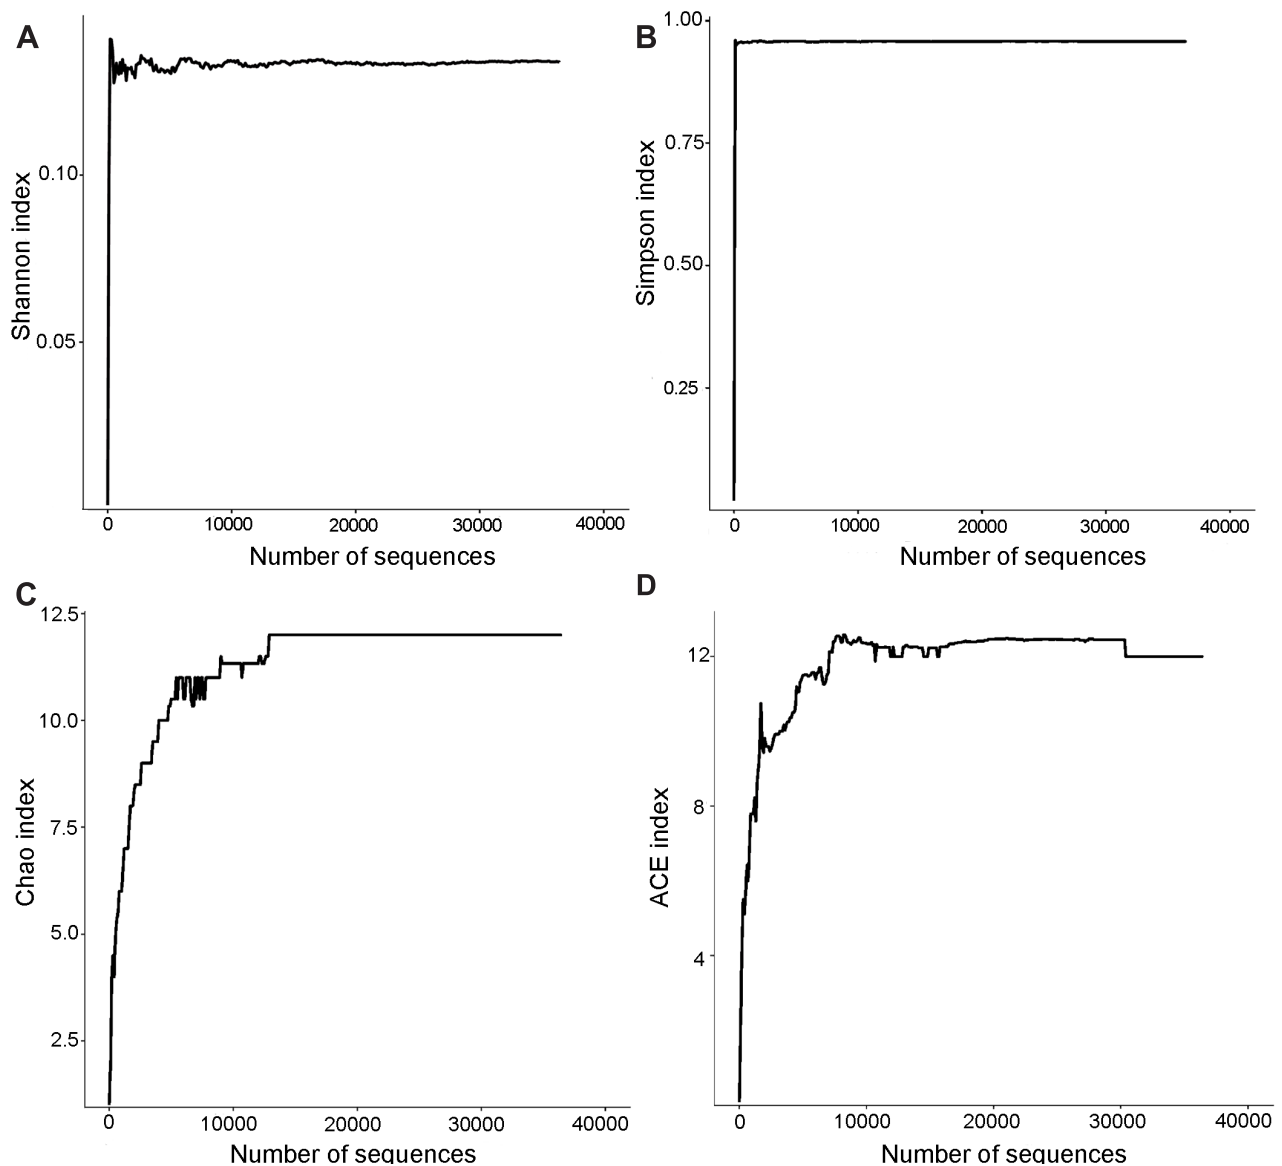 A
Shannon index
0.10
0.05
0 10000 20000 30000 40000
Number of sequences
B
Simpson index
1.00
0.75
0.50
0.25
0 10000 20000 30000 40000
Number of sequences
C
Chao index
12.5
10.0
7.5
5.0
2.5
0 10000 20000 30000 40000
Number of sequences
D
ACE index
12
8
4
0 10000 20000 30000 40000
Number of sequences